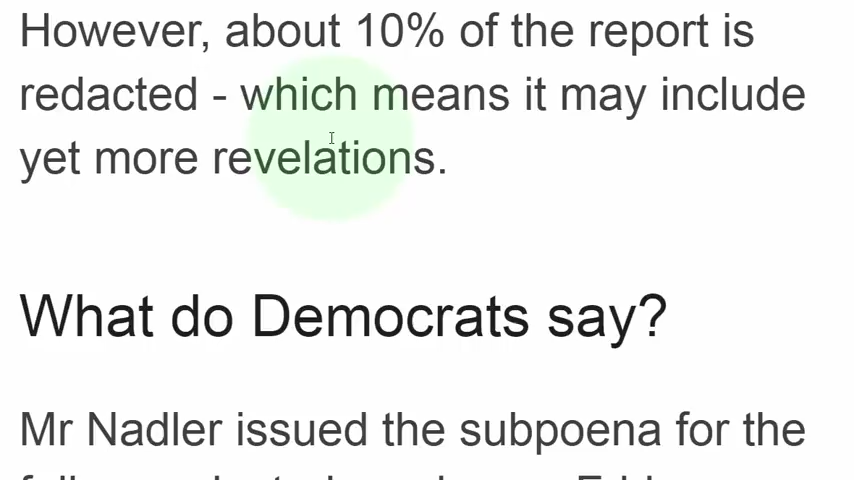 However, about 10% of the report is
redacted - which means it may include
yet more revelations.
What do Democrats say?
Mr Nadler issued the subpoena for the